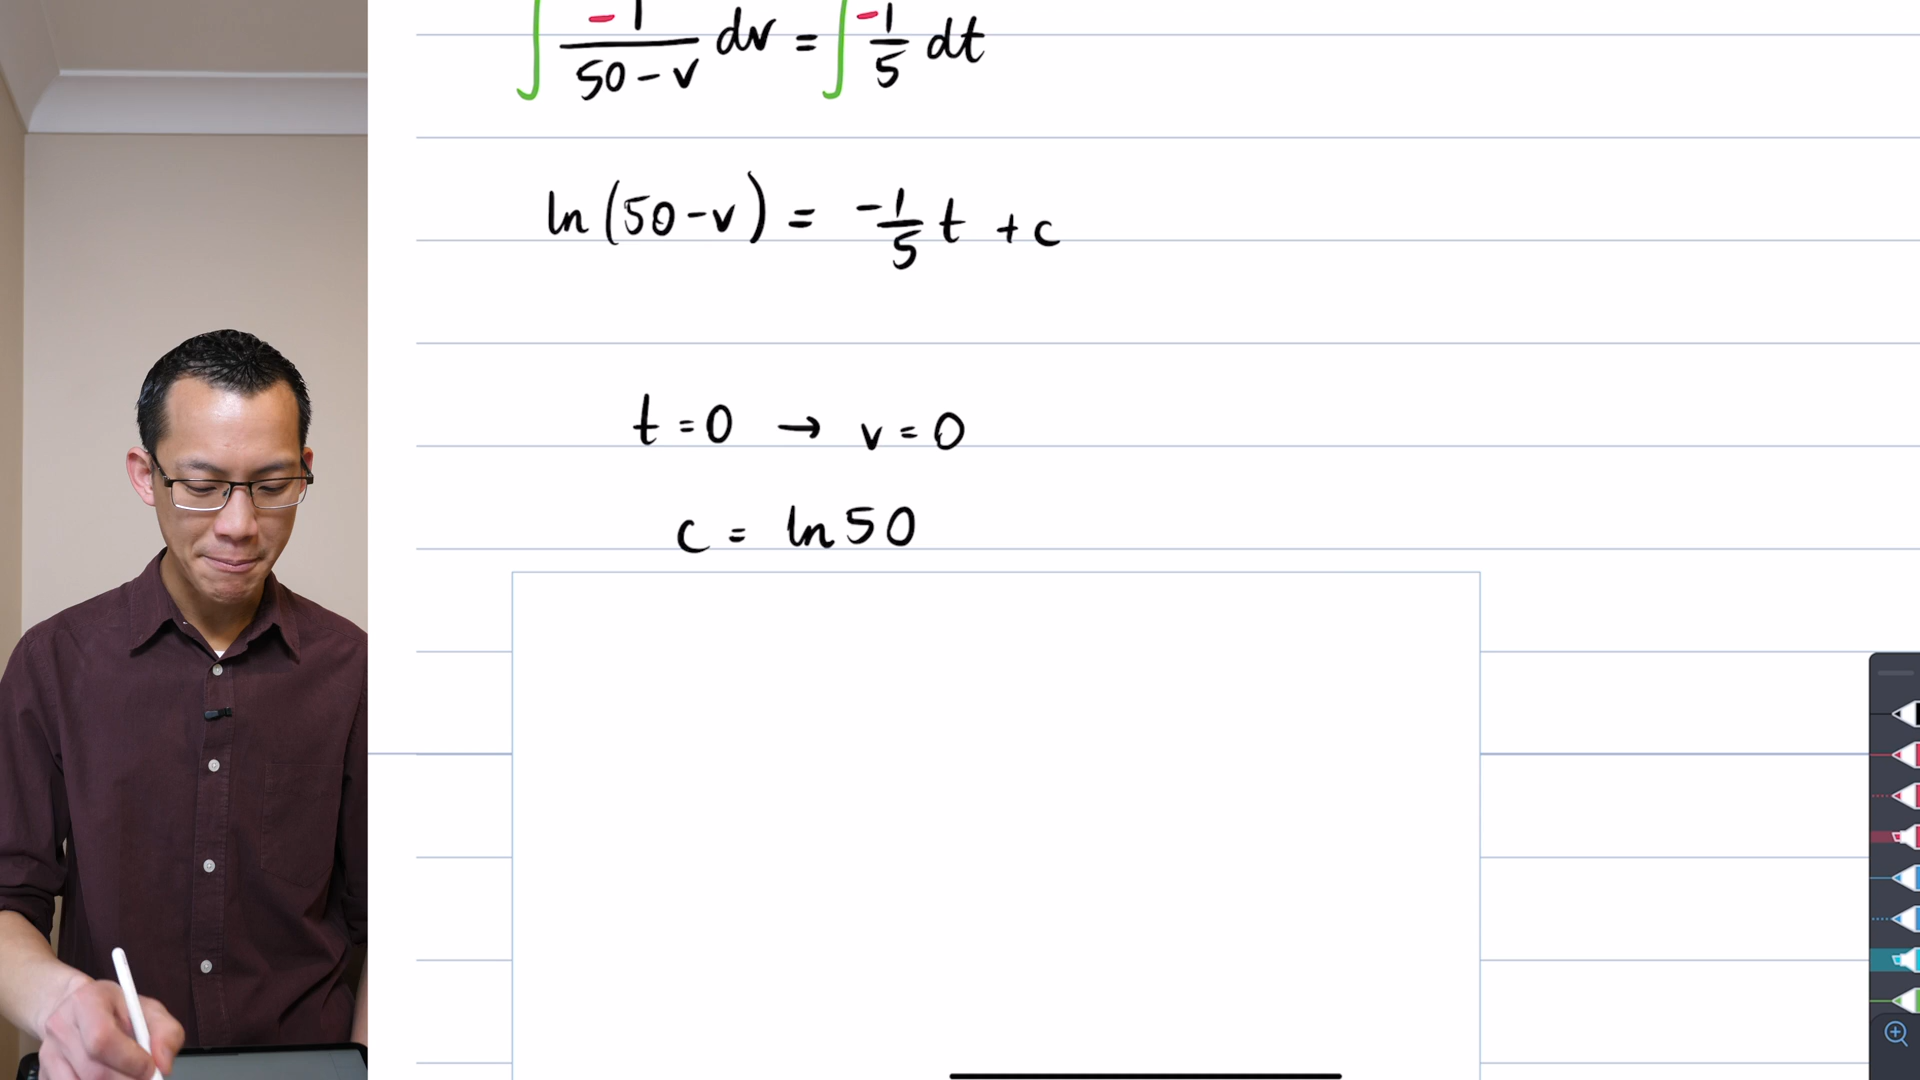 ∫ -1/(50-v) dv = ∫ -1/5 dt
ln(50-v) = -1/5 t + c
t = 0 → v = 0
c = ln 50